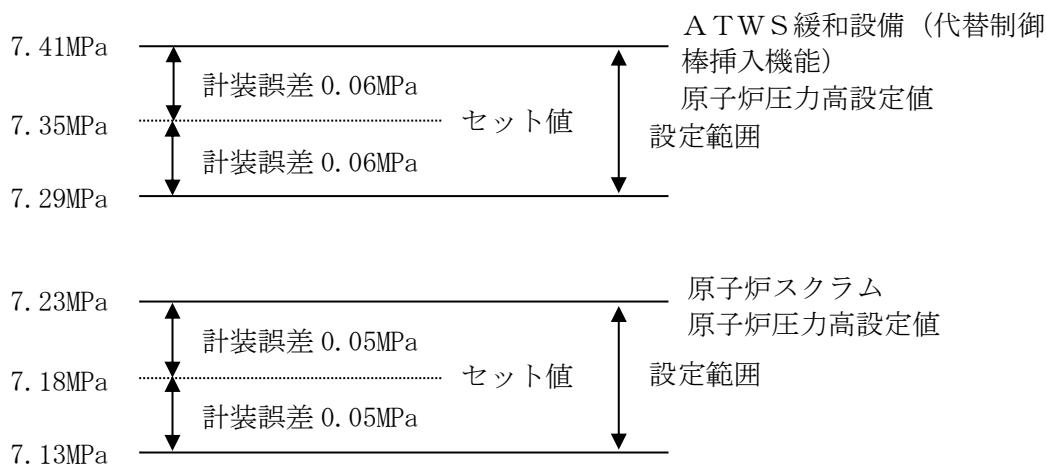 ATWS緩和設備（代替制御
7.41MPa
棒挿入機能）
計装誤差 0.06MPa
原子炉圧力高設定値
7.35MPa
セット値
設定範囲
計装誤差 0.06MPa
7.29MPa
7.23MPa
原子炉スクラム
原子炉圧力高設定値
計装誤差 0.05MPa
7.18MPa
セット値
設定範囲
計装誤差 0.05MPa
7.13MPa